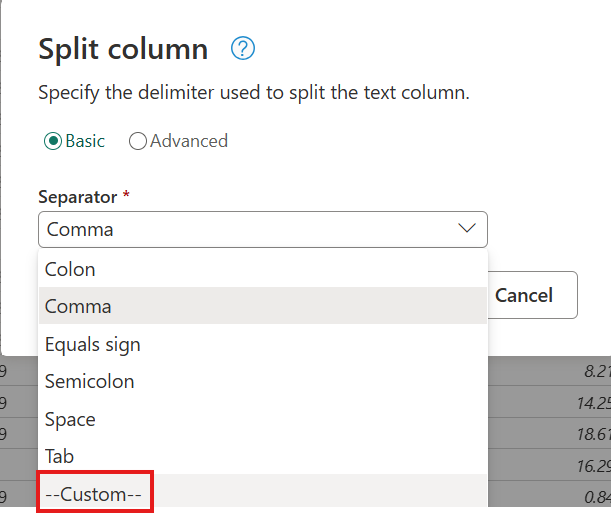 Split column ?
Specify the delimiter used to split the text column.
Basic Advanced
Separator *
Comma
Colon
Comma
Cancel
Equals sign
Semicolon
9 8.21
Space
9 14.25
9 18.61
Tab
16.29
--Custom--
9 0.84